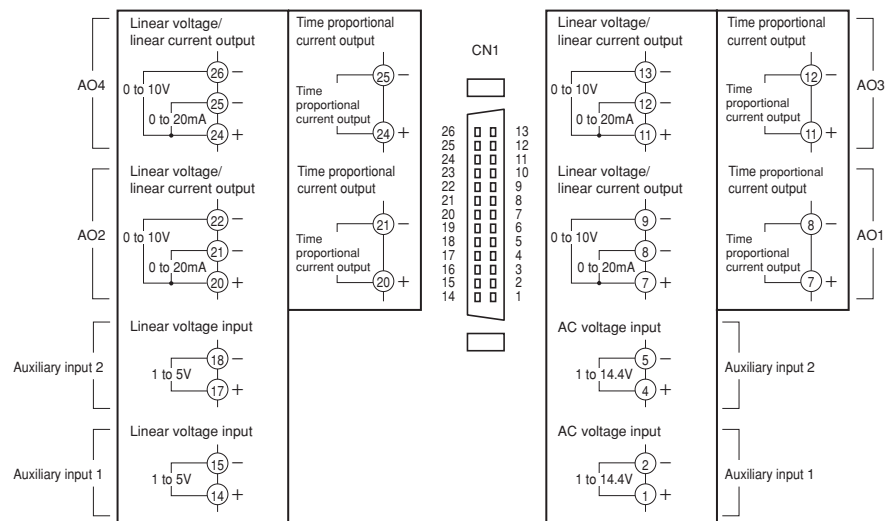 AO4
Linear voltage/
linear current output
26 −
0 to 10V
25 −
0 to 20mA
24 +
Time proportional
current output
25 −
Time
proportional
current output
24 +
AO2
Linear voltage/
linear current output
22 −
0 to 10V
21 −
0 to 20mA
20 +
Time proportional
current output
21 −
Time
proportional
current output
20 +
Auxiliary input 2
Linear voltage input
18 −
1 to 5V
17 +
Auxiliary input 1
Linear voltage input
15 −
1 to 5V
14 +
CN1
26 13
25 12
24 11
23 10
22 9
21 8
20 7
19 6
18 5
17 4
16 3
15 2
14 1
Linear voltage/
linear current output
13 −
0 to 10V
12 −
0 to 20mA
11 +
Time proportional
current output
12 −
Time
proportional
current output
11 +
AO3
Linear voltage/
linear current output
9 −
0 to 10V
8 −
0 to 20mA
7 +
Time proportional
current output
8 −
Time
proportional
current output
7 +
AO1
AC voltage input
5 −
1 to 14.4V
4 +
Auxiliary input 2
AC voltage input
2 −
1 to 14.4V
1 +
Auxiliary input 1